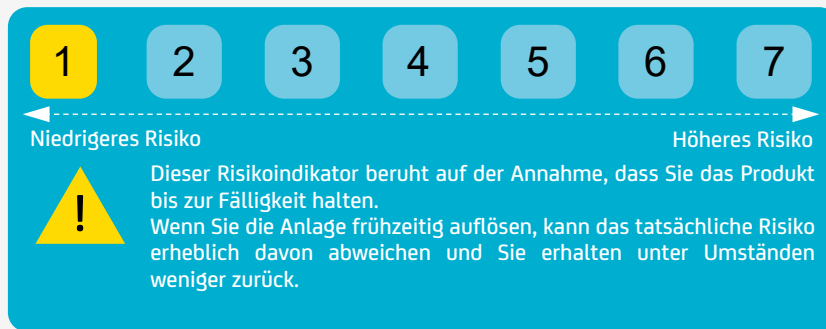 1 2 3 4 5 6 7
Niedrigeres Risiko Höheres Risiko
Dieser Risikoindikator beruht auf der Annahme, dass Sie das Produkt
bis zur Fälligkeit halten.
Wenn Sie die Anlage frühzeitig auflösen, kann das tatsächliche Risiko
erheblich davon abweichen und Sie erhalten unter Umständen
weniger zurück.
!